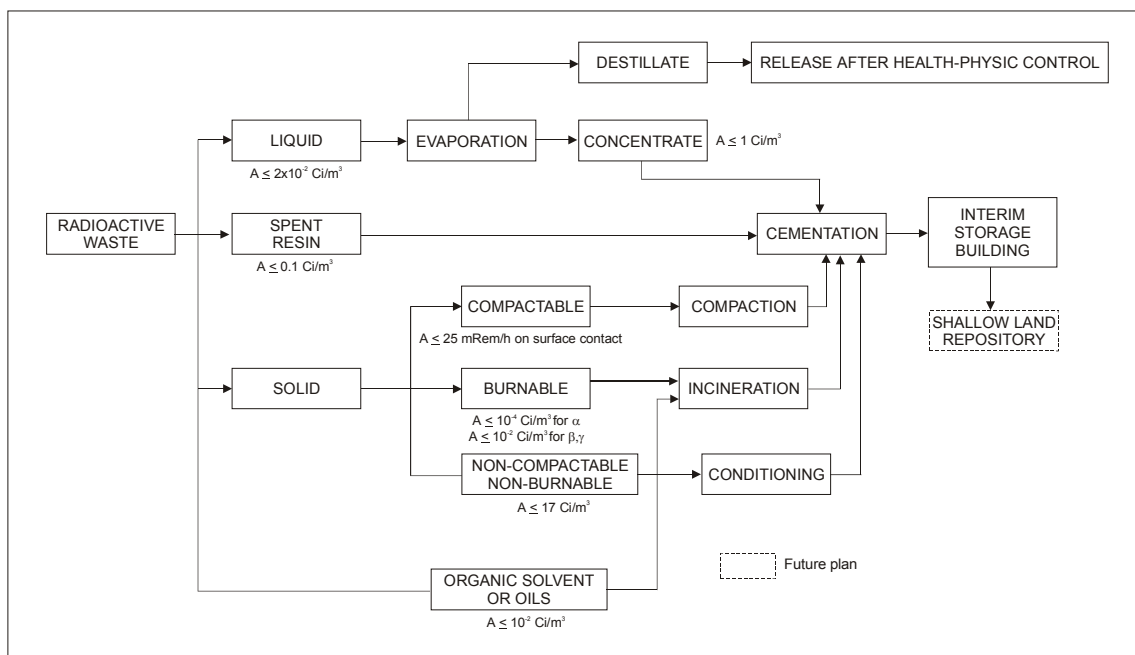 DESTILLATE
RELEASE AFTER HEALTH-PHYSIC CONTROL
LIQUID
EVAPORATION
CONCENTRATE
A ≤ 1 Ci/m³
A ≤ 2x10⁻² Ci/m³
RADIOACTIVE
WASTE
SPENT
RESIN
A ≤ 0.1 Ci/m³
CEMENTATION
INTERIM
STORAGE
BUILDING
COMPACTABLE
COMPACTION
A ≤ 25 mRem/h on surface contact
SHALLOW LAND
REPOSITORY
SOLID
BURNABLE
INCINERATION
A ≤ 10⁻⁴ Ci/m³ for α
A ≤ 10⁻² Ci/m³ for β,γ
NON-COMPACTABLE
NON-BURNABLE
CONDITIONING
A ≤ 17 Ci/m³
Future plan
ORGANIC SOLVENT
OR OILS
A ≤ 10⁻² Ci/m³